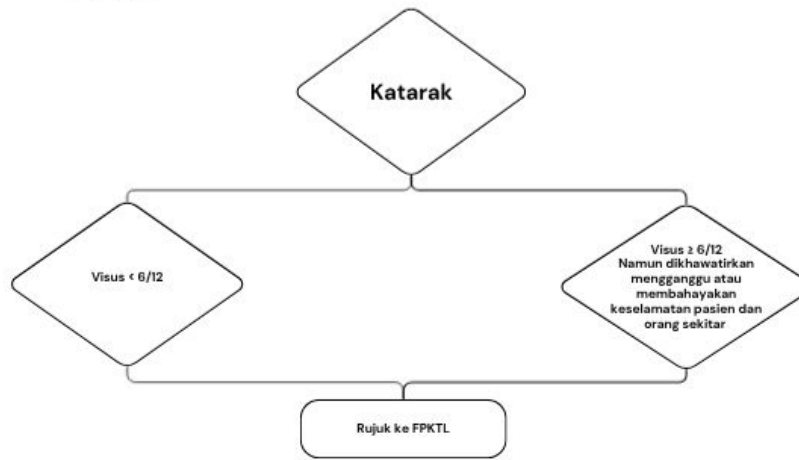 Katarak
Visus < 6/12
Visus ≥ 6/12
Namun dikhawatirkan
mengganggu atau
membahayakan
keselamatan pasien dan
orang sekitar
Rujuk ke FPKTL